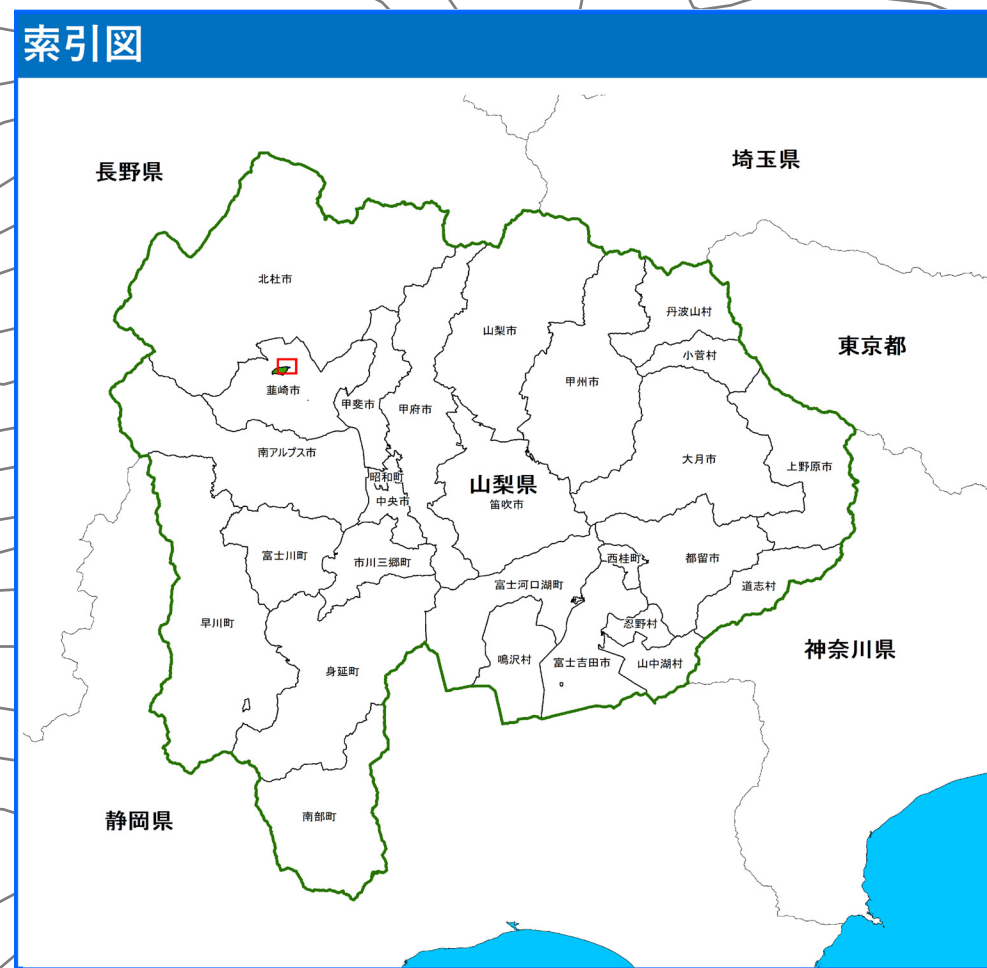 索引図
長野県
埼玉県
北杜市
丹波山村
山梨市
東京都
小菅村
甲州市
韮崎市
甲斐市
甲府市
南アルプス市
大月市
上野原市
昭和町
山梨県
中央市
笛吹市
富士川町
市川三郷町
西桂町
都留市
富士河口湖町
道志村
早川町
忍野村
神奈川県
鳴沢村
富士吉田市
山中湖村
身延町
静岡県
南部町